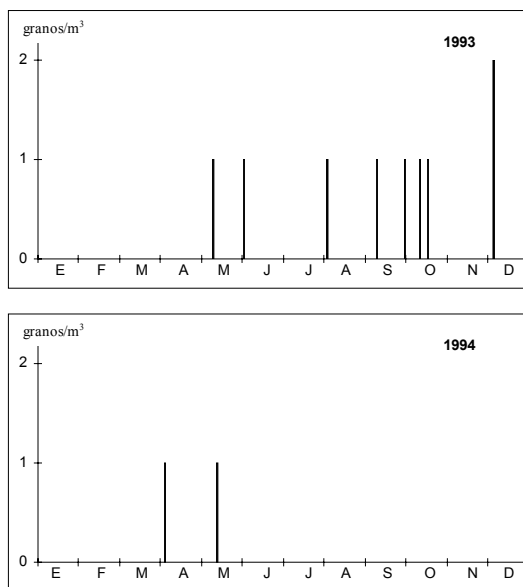 granos/m³
1993
2
1
0
E F M A M J J A S O N D
granos/m³
1994
2
1
0
E F M A M J J A S O N D